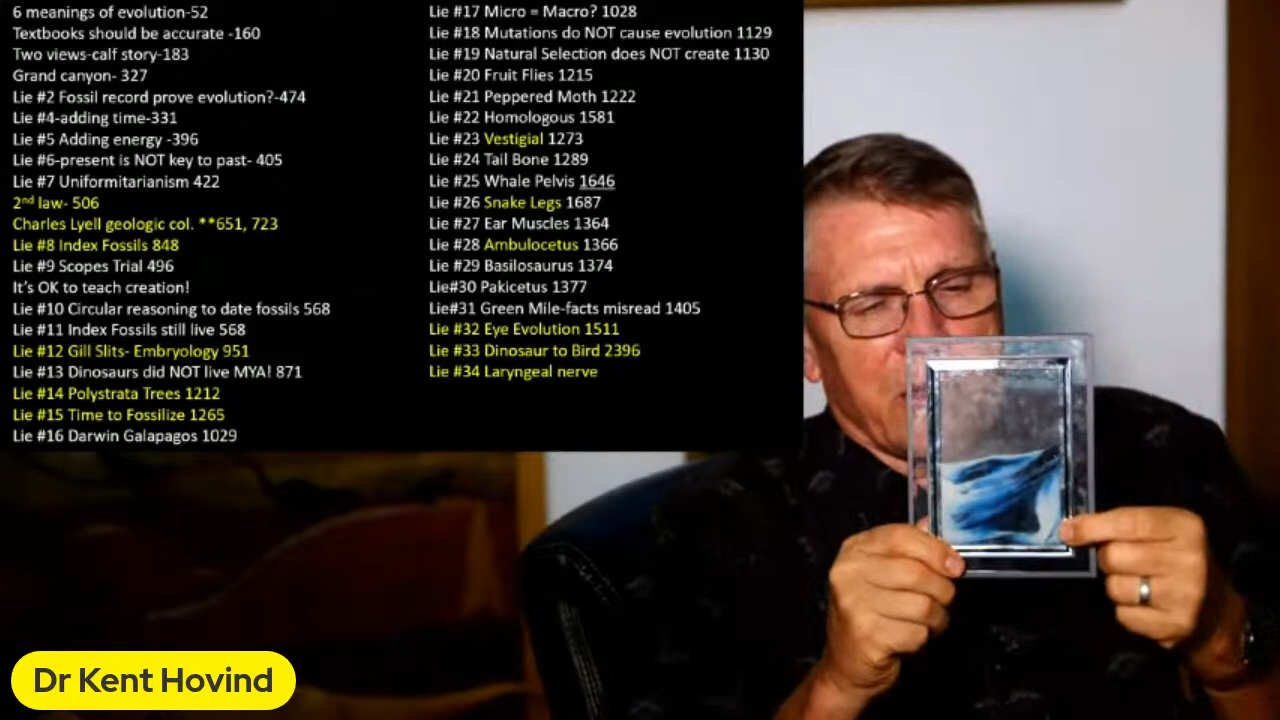 6 meanings of evolution-52
Textbooks should be accurate -160
Two views-calf story-183
Grand canyon- 327
Lie #2 Fossil record prove evolution?-474
Lie #4-adding time-331
Lie #5 Adding energy -396
Lie #6-present is NOT key to past- 405
Lie #7 Uniformitarianism 422
2nd law- 506
Charles Lyell geologic col. **651, 723
Lie #8 Index Fossils 848
Lie #9 Scopes Trial 496
It's OK to teach creation!
Lie #10 Circular reasoning to date fossils 568
Lie #11 Index Fossils still live 568
Lie #12 Gill Slits- Embryology 951
Lie #13 Dinosaurs did NOT live MYA! 871
Lie #14 Polystrata Trees 1212
Lie #15 Time to Fossilize 1265
Lie #16 Darwin Galapagos 1029
Lie #17 Micro = Macro? 1028
Lie #18 Mutations do NOT cause evolution 1129
Lie #19 Natural Selection does NOT create 1130
Lie #20 Fruit Flies 1215
Lie #21 Peppered Moth 1222
Lie #22 Homologous 1581
Lie #23 Vestigial 1273
Lie #24 Tail Bone 1289
Lie #25 Whale Pelvis 1646
Lie #26 Snake Legs 1687
Lie #27 Ear Muscles 1364
Lie #28 Ambulocetus 1366
Lie #29 Basilosaurus 1374
Lie#30 Pakicetus 1377
Lie#31 Green Mile-facts misread 1405
Lie #32 Eye Evolution 1511
Lie #33 Dinosaur to Bird 2396
Lie #34 Laryngeal nerve
Dr Kent Hovind